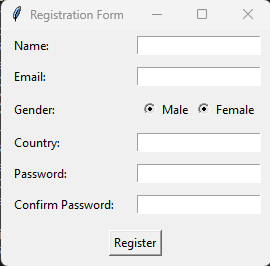 Registration Form
Name:
Email:
Gender: Male Female
Country:
Password:
Confirm Password:
Register